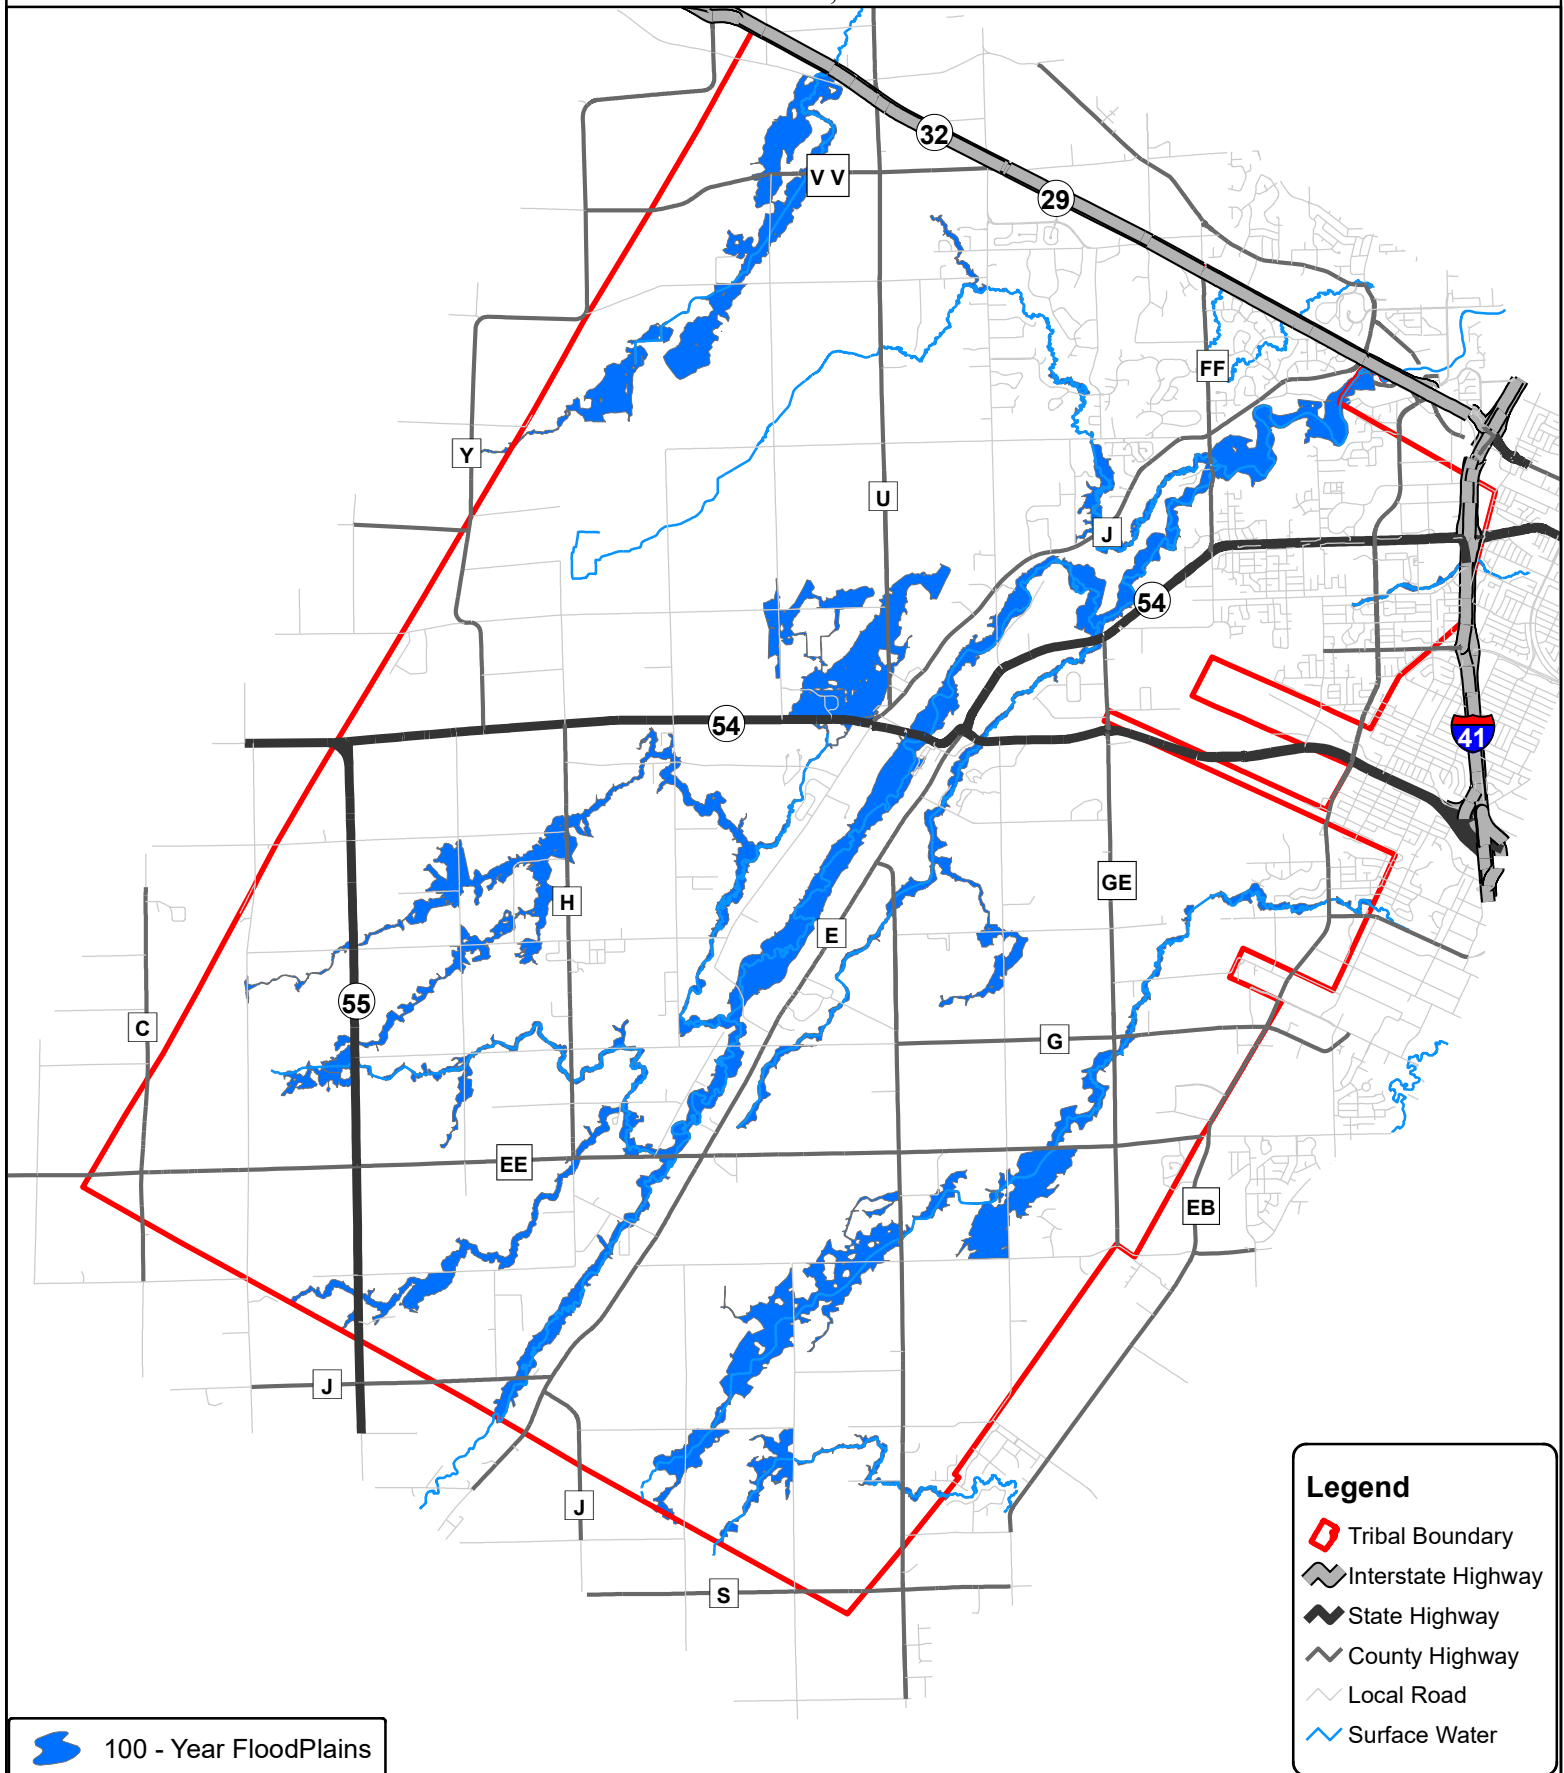 32
V V
29
FF
Y
U
J
54
54
41
H
GE
E
55
C
G
EE
EB
J
J
S
Legend
Tribal Boundary
Interstate Highway
State Highway
County Highway
Local Road
Surface Water
100 - Year FloodPlains